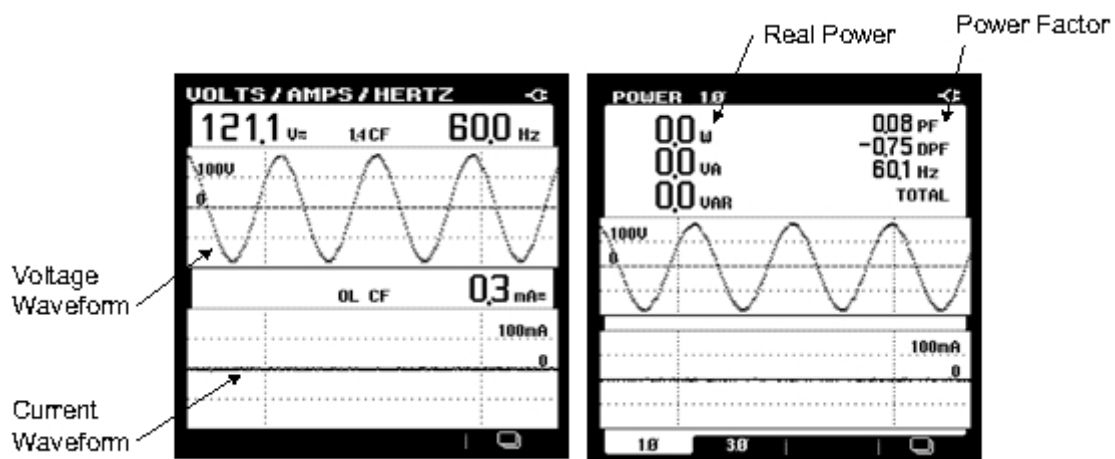 Real Power
Power Factor
VOLTS / AMPS / HERTZ
121.1 V≂ 1.4 CF 60.0 Hz
100V
0
OL CF 0.3 mA≂
100mA
0
Voltage
Waveform
Current
Waveform
POWER 1Ø
0.0 W
0.0 VA
0.0 VAR
0.08 PF
-0.75 DPF
60.1 Hz
TOTAL
100V
0
100mA
0
1Ø 3Ø